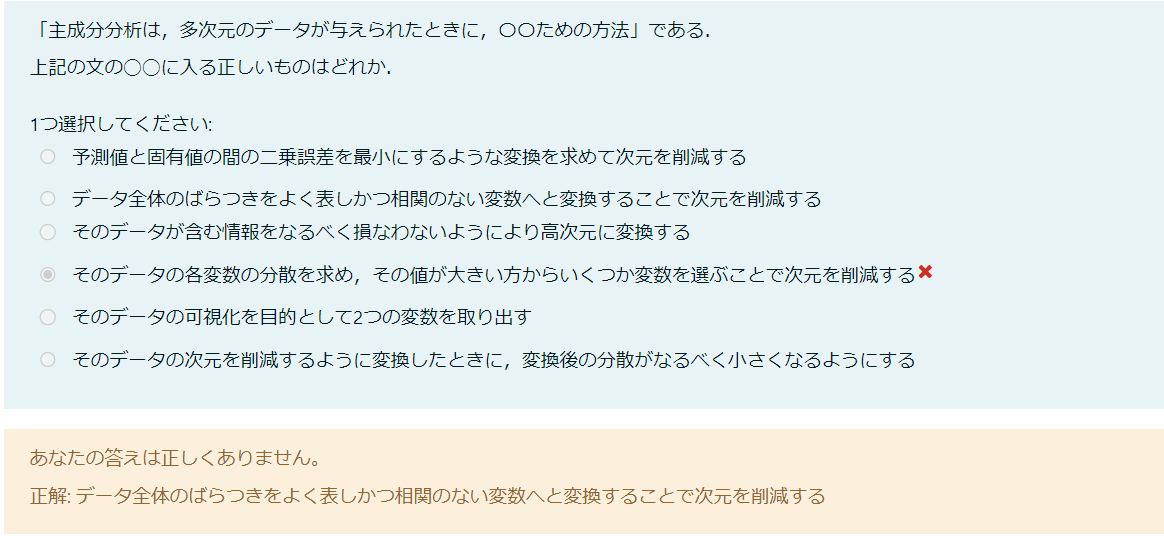 「主成分分析は，多次元のデータが与えられたときに，〇〇ための方法」である．
上記の文の〇〇に入る正しいものはどれか．
1つ選択してください:
予測値と固有値の間の二乗誤差を最小にするような変換を求めて次元を削減する
データ全体のばらつきをよく表しかつ相関のない変数へと変換することで次元を削減する
そのデータが含む情報をなるべく損なわないようにより高次元に変換する
そのデータの各変数の分散を求め，その値が大きい方からいくつか変数を選ぶことで次元を削減する
そのデータの可視化を目的として2つの変数を取り出す
そのデータの次元を削減するように変換したときに，変換後の分散がなるべく小さくなるようにする
あなたの答えは正しくありません。
正解: データ全体のばらつきをよく表しかつ相関のない変数へと変換することで次元を削減する